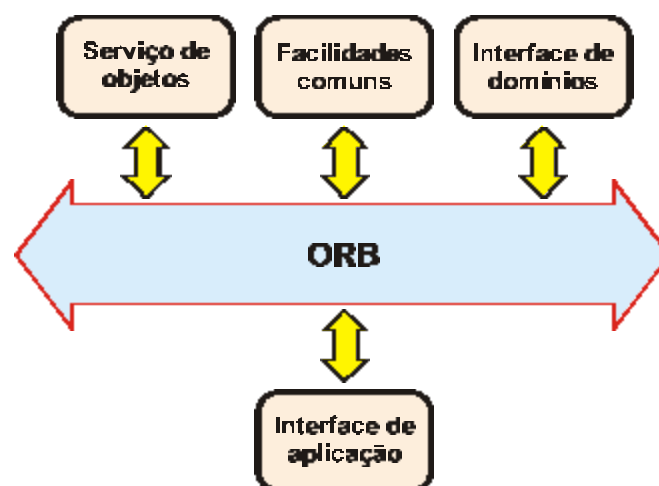 Serviço de
objetos
Facilidades
comuns
Interface de
domínios
ORB
Interface de
aplicação